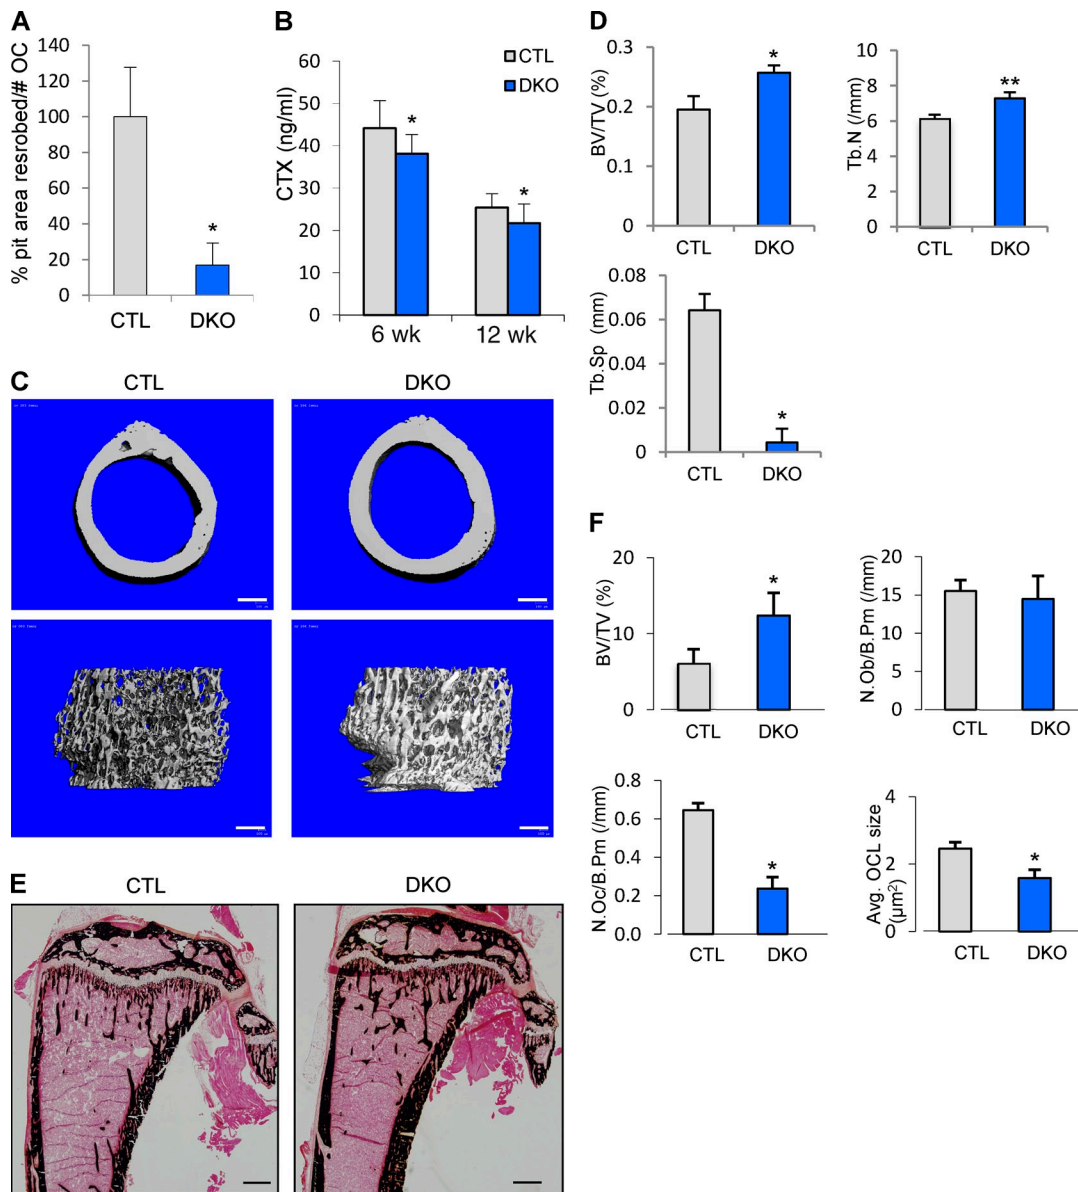 A
% pit area resrobed/# OC
140
120
100
80
60
40
20
0
*
CTL
DKO
B
CTX (ng/ml)
60
50
40
30
20
10
0
CTL
DKO
*
*
6 wk
12 wk
C
CTL
DKO
D
BV/TV (%)
0.3
0.2
0.1
0
*
CTL
DKO
Tb.N (/mm)
10
8
6
4
2
0
**
CTL
DKO
Tb.Sp (mm)
0.08
0.06
0.04
0.02
0
*
CTL
DKO
E
CTL
DKO
F
BV/TV (%)
20
10
0
*
CTL
DKO
N.Ob/B.Pm (/mm)
20
15
10
5
0
CTL
DKO
N.Oc/B.Pm (/mm)
0.8
0.6
0.4
0.2
0.0
*
CTL
DKO
Avg. OCL size
(µm²)
4
2
0
*
CTL
DKO